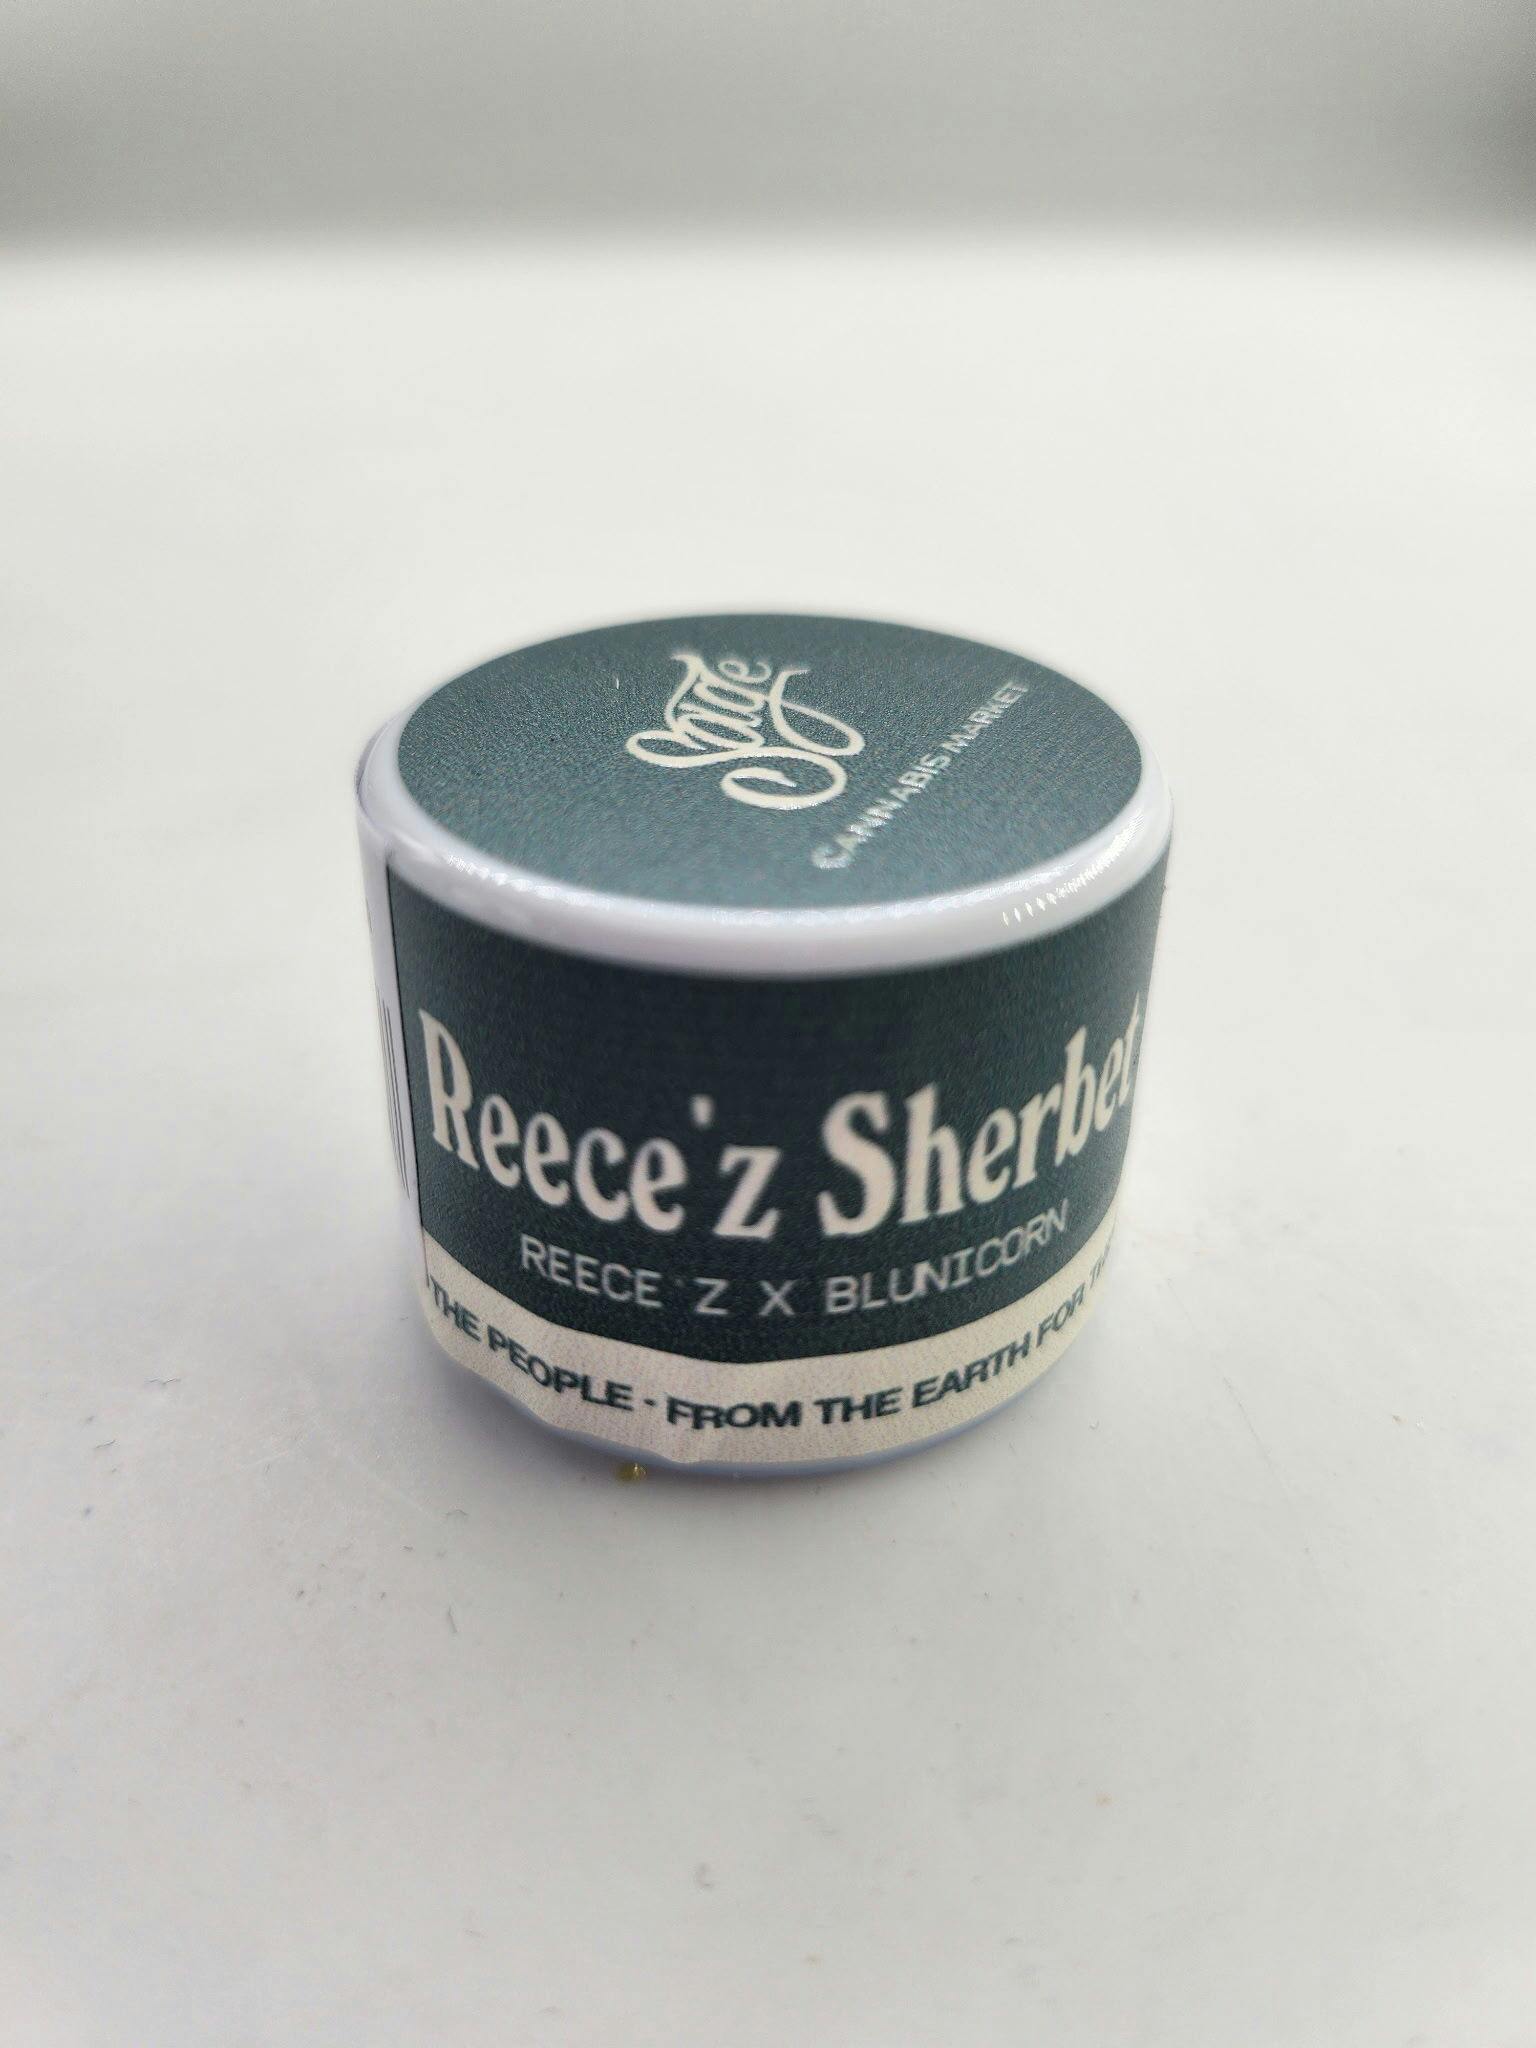 Sage
CANNABIS MARKET
Reece'z Sherbet
REECE'Z X BLUNICORN
THE PEOPLE · FROM THE EARTH FOR